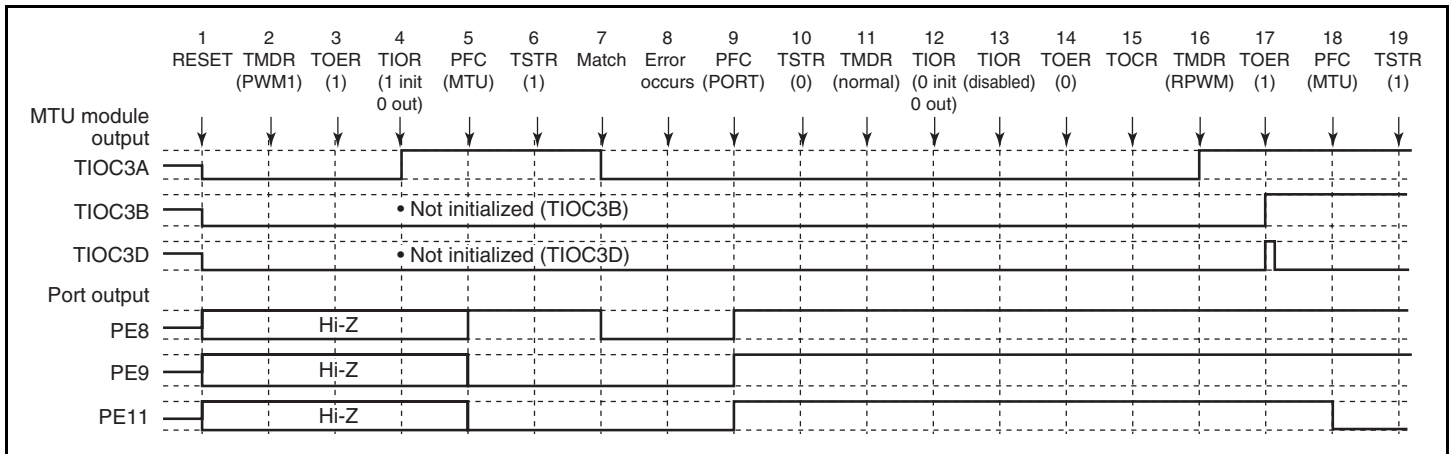 1 2 3 4 5 6 7 8 9 10 11 12 13 14 15 16 17 18 19
RESET TMDR TOER TIOR PFC TSTR Match Error PFC TSTR TMDR TIOR TIOR TOER TOCR TMDR TOER PFC TSTR
(PWM1) (1) (1 init (MTU) (1) occurs (PORT) (0) (normal) (0 init (disabled) (0) (RPWM) (1) (MTU) (1)
0 out) 0 out)
MTU module
output
TIOC3A
TIOC3B • Not initialized (TIOC3B)
TIOC3D • Not initialized (TIOC3D)
Port output
PE8 Hi-Z
PE9 Hi-Z
PE11 Hi-Z